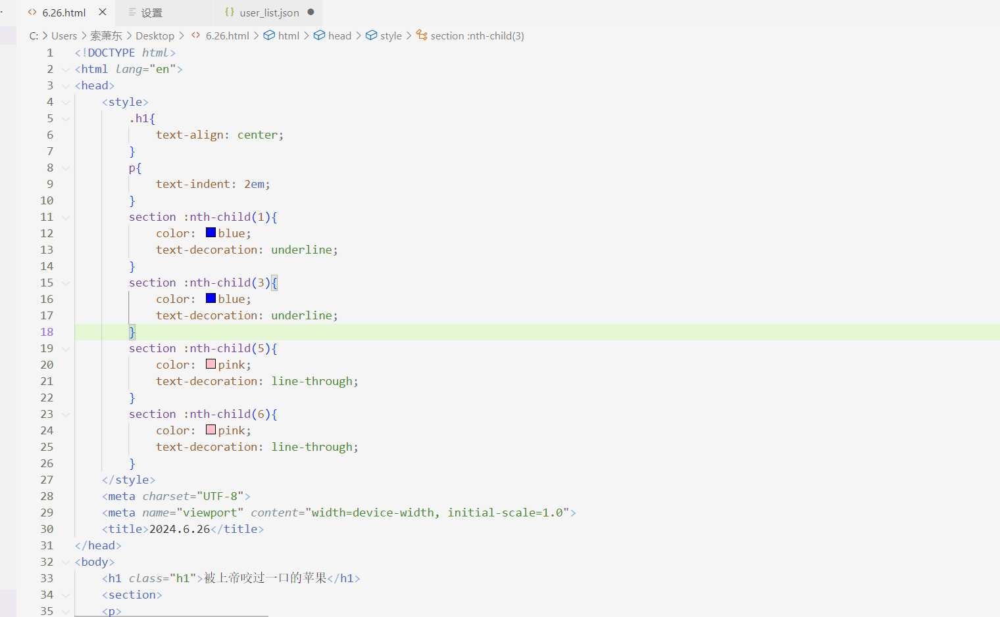 6.26.html
设置
user_list.json
C: > Users > 索萧东 > Desktop > 6.26.html > html > head > style > section :nth-child(3)
1 <!DOCTYPE html>
2 <html lang="en">
3 <head>
4 <style>
5 .h1{
6 text-align: center;
7 }
8 p{
9 text-indent: 2em;
10 }
11 section :nth-child(1){
12 color: blue;
13 text-decoration: underline;
14 }
15 section :nth-child(3){
16 color: blue;
17 text-decoration: underline;
18 }
19 section :nth-child(5){
20 color: pink;
21 text-decoration: line-through;
22 }
23 section :nth-child(6){
24 color: pink;
25 text-decoration: line-through;
26 }
27 </style>
28 <meta charset="UTF-8">
29 <meta name="viewport" content="width=device-width, initial-scale=1.0">
30 <title>2024.6.26</title>
31 </head>
32 <body>
33 <h1 class="h1">被上帝咬过一口的苹果</h1>
34 <section>
35 <p>